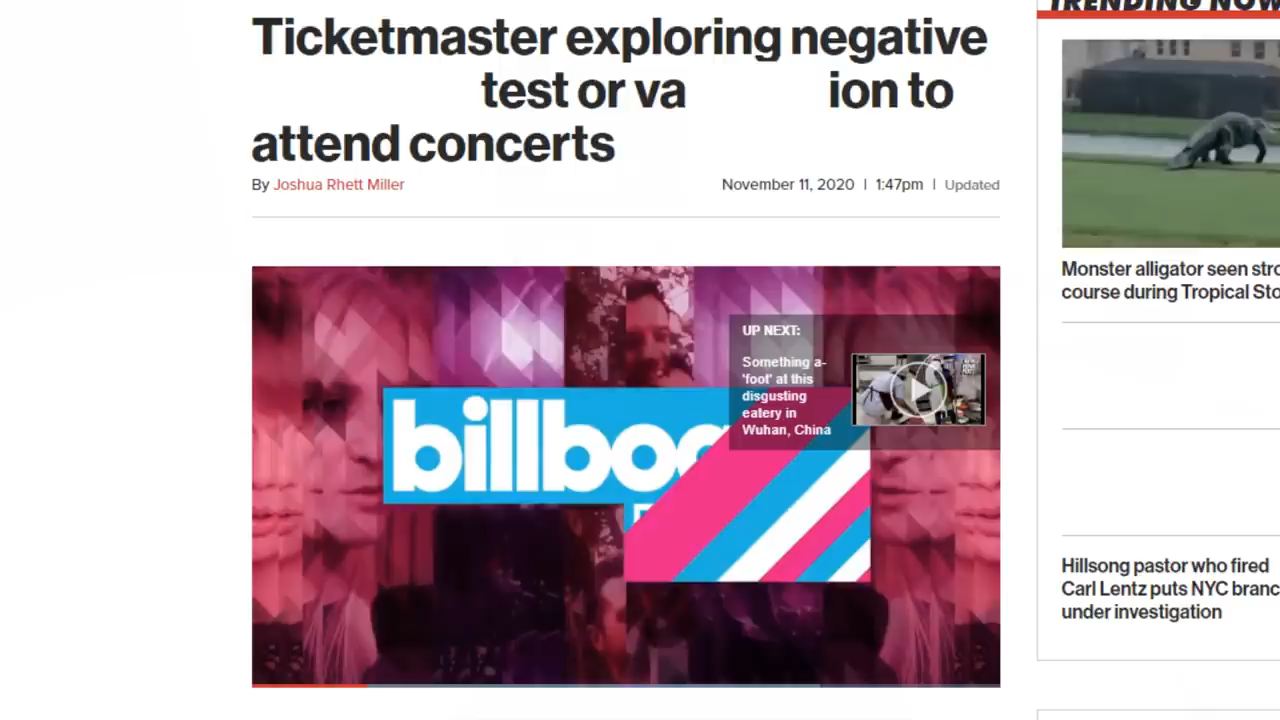 Ticketmaster exploring negative
test or va ion to
attend concerts
By Joshua Rhett Miller
November 11, 2020 | 1:47pm | Updated
UP NEXT:
Something a-
'foot' at this
disgusting
eatery in
Wuhan, China
billboa
TRENDING NOW
Monster alligator seen stro
course during Tropical Sto
Hillsong pastor who fired
Carl Lentz puts NYC branc
under investigation